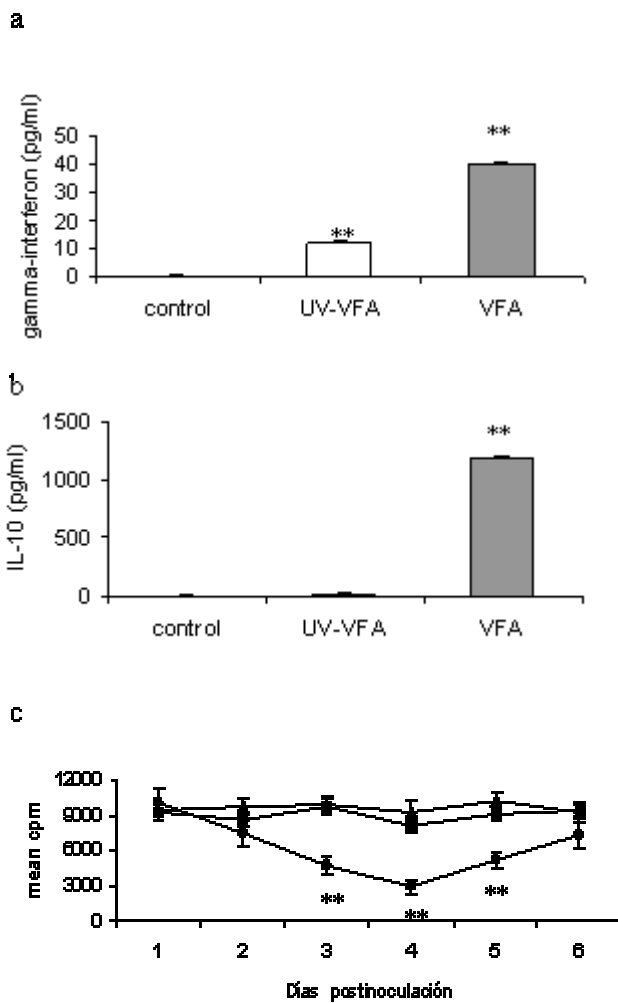 a
gamma-interferon (pg/ml)
50
40
30
20
10
0
**
**
control UV-VFA VFA
b
IL-10 (pg/ml)
1500
1000
500
0
**
control UV-VFA VFA
c
mean cpm
12000
9000
6000
3000
0
** ** **
1 2 3 4 5 6
Días postinoculación